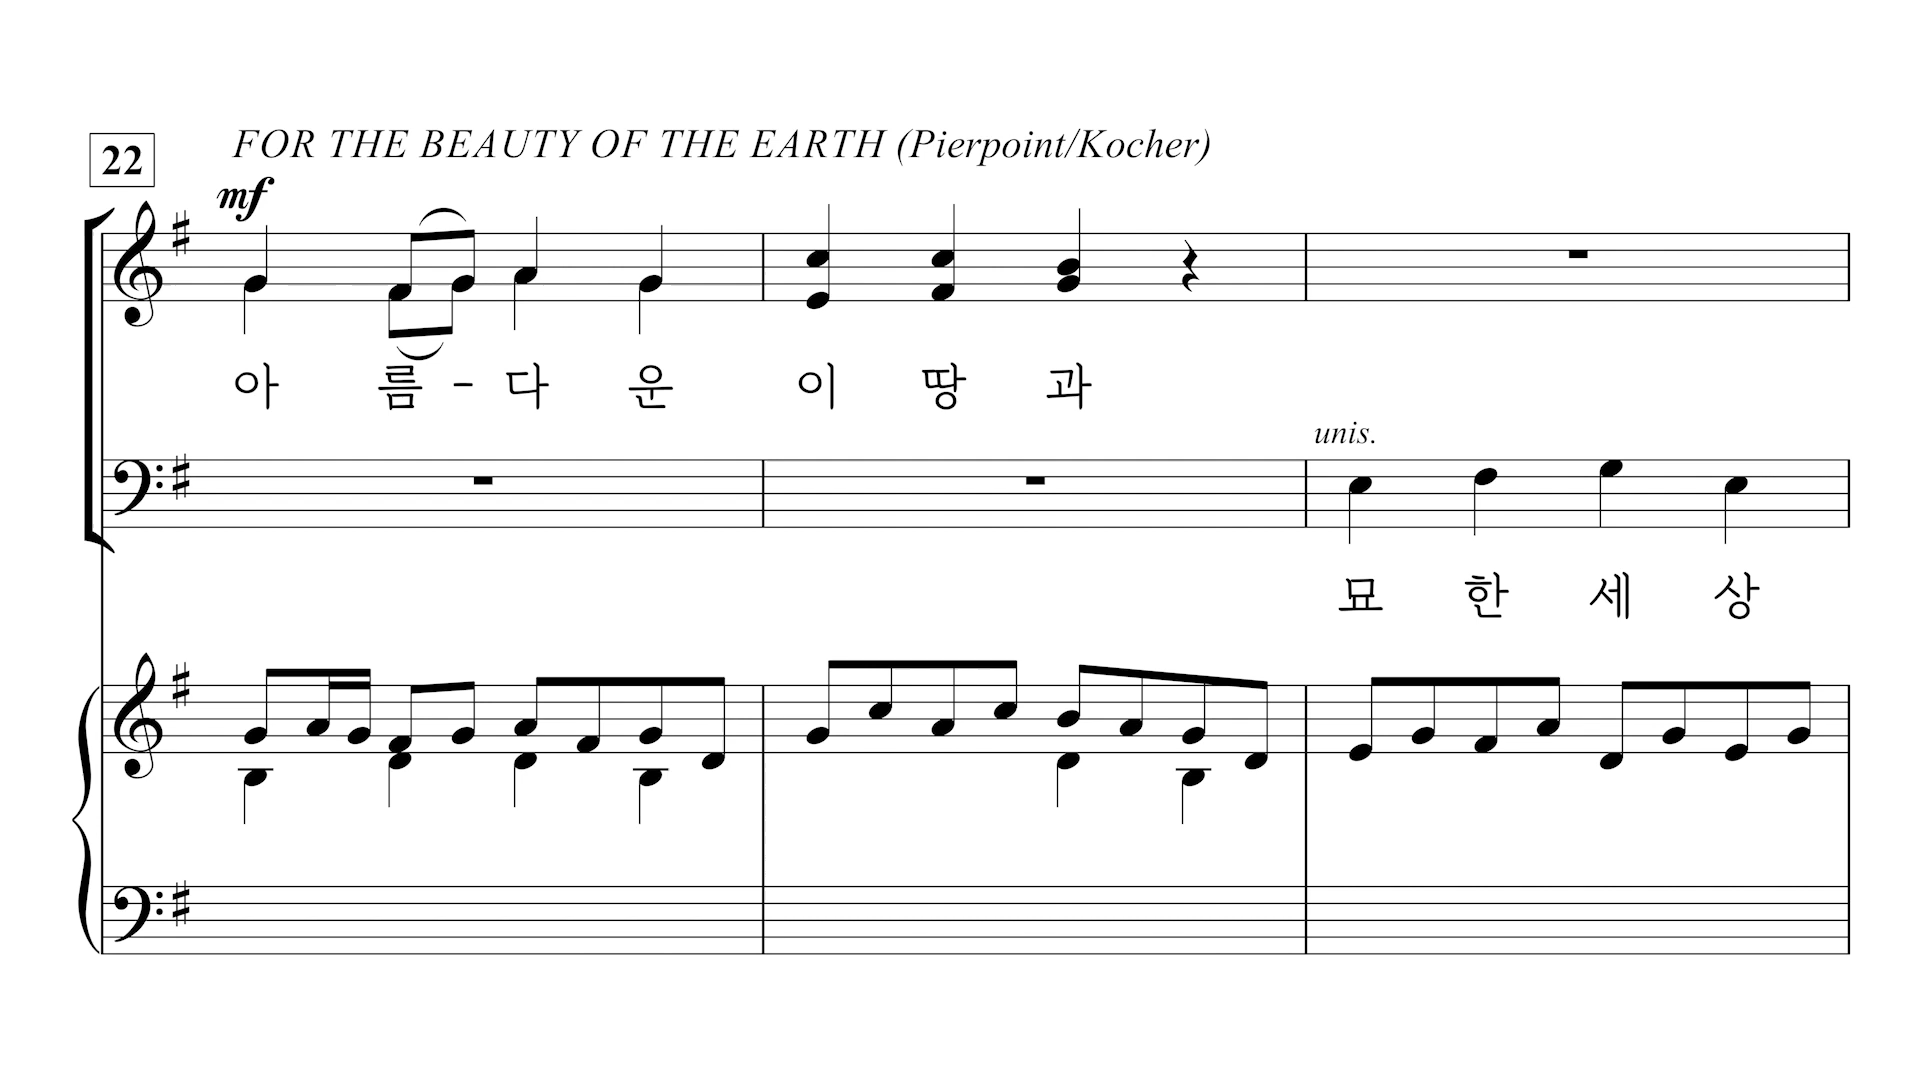 22
FOR THE BEAUTY OF THE EARTH (Pierpoint/Kocher)
mf
아 름 - 다 운 이 땅 과
unis.
묘 한 세 상